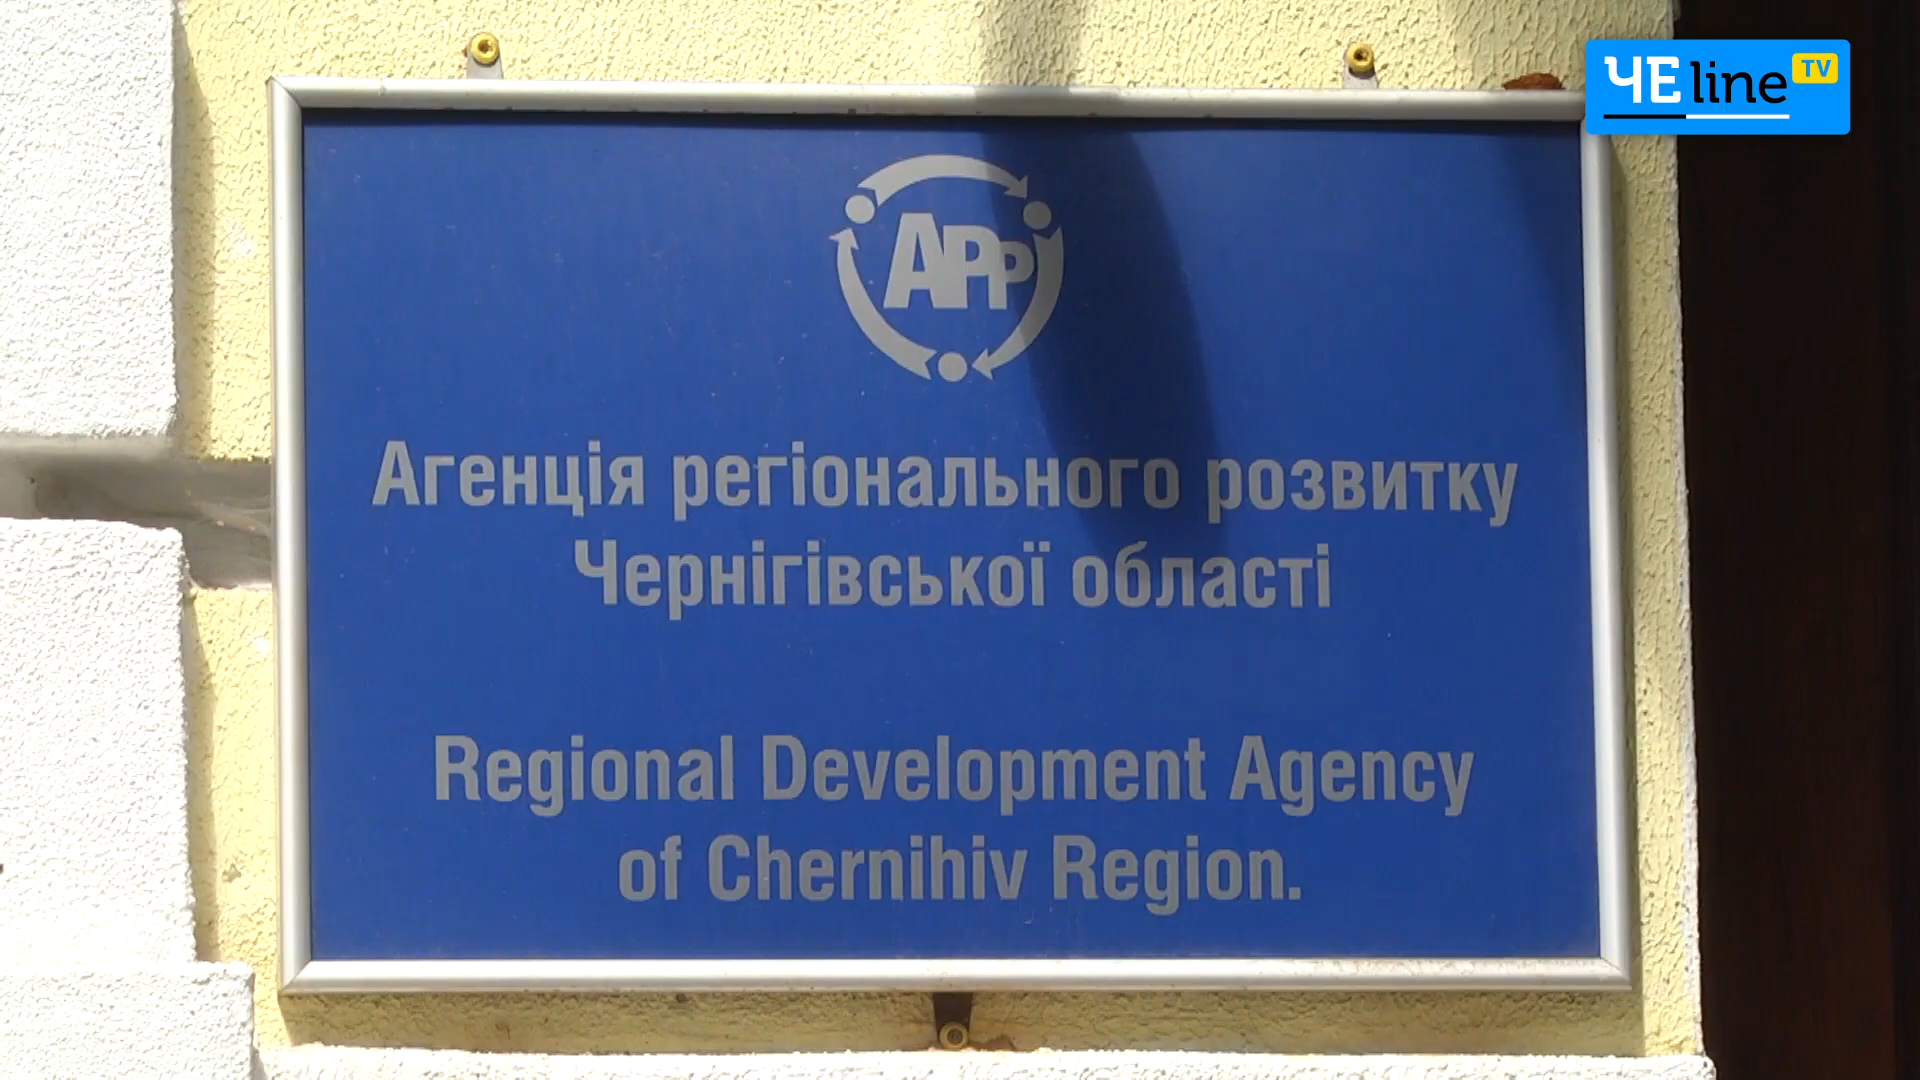 ЧЕline TV
АРР
Агенція регіонального розвитку
Чернігівської області
Regional Development Agency
of Chernihiv Region.